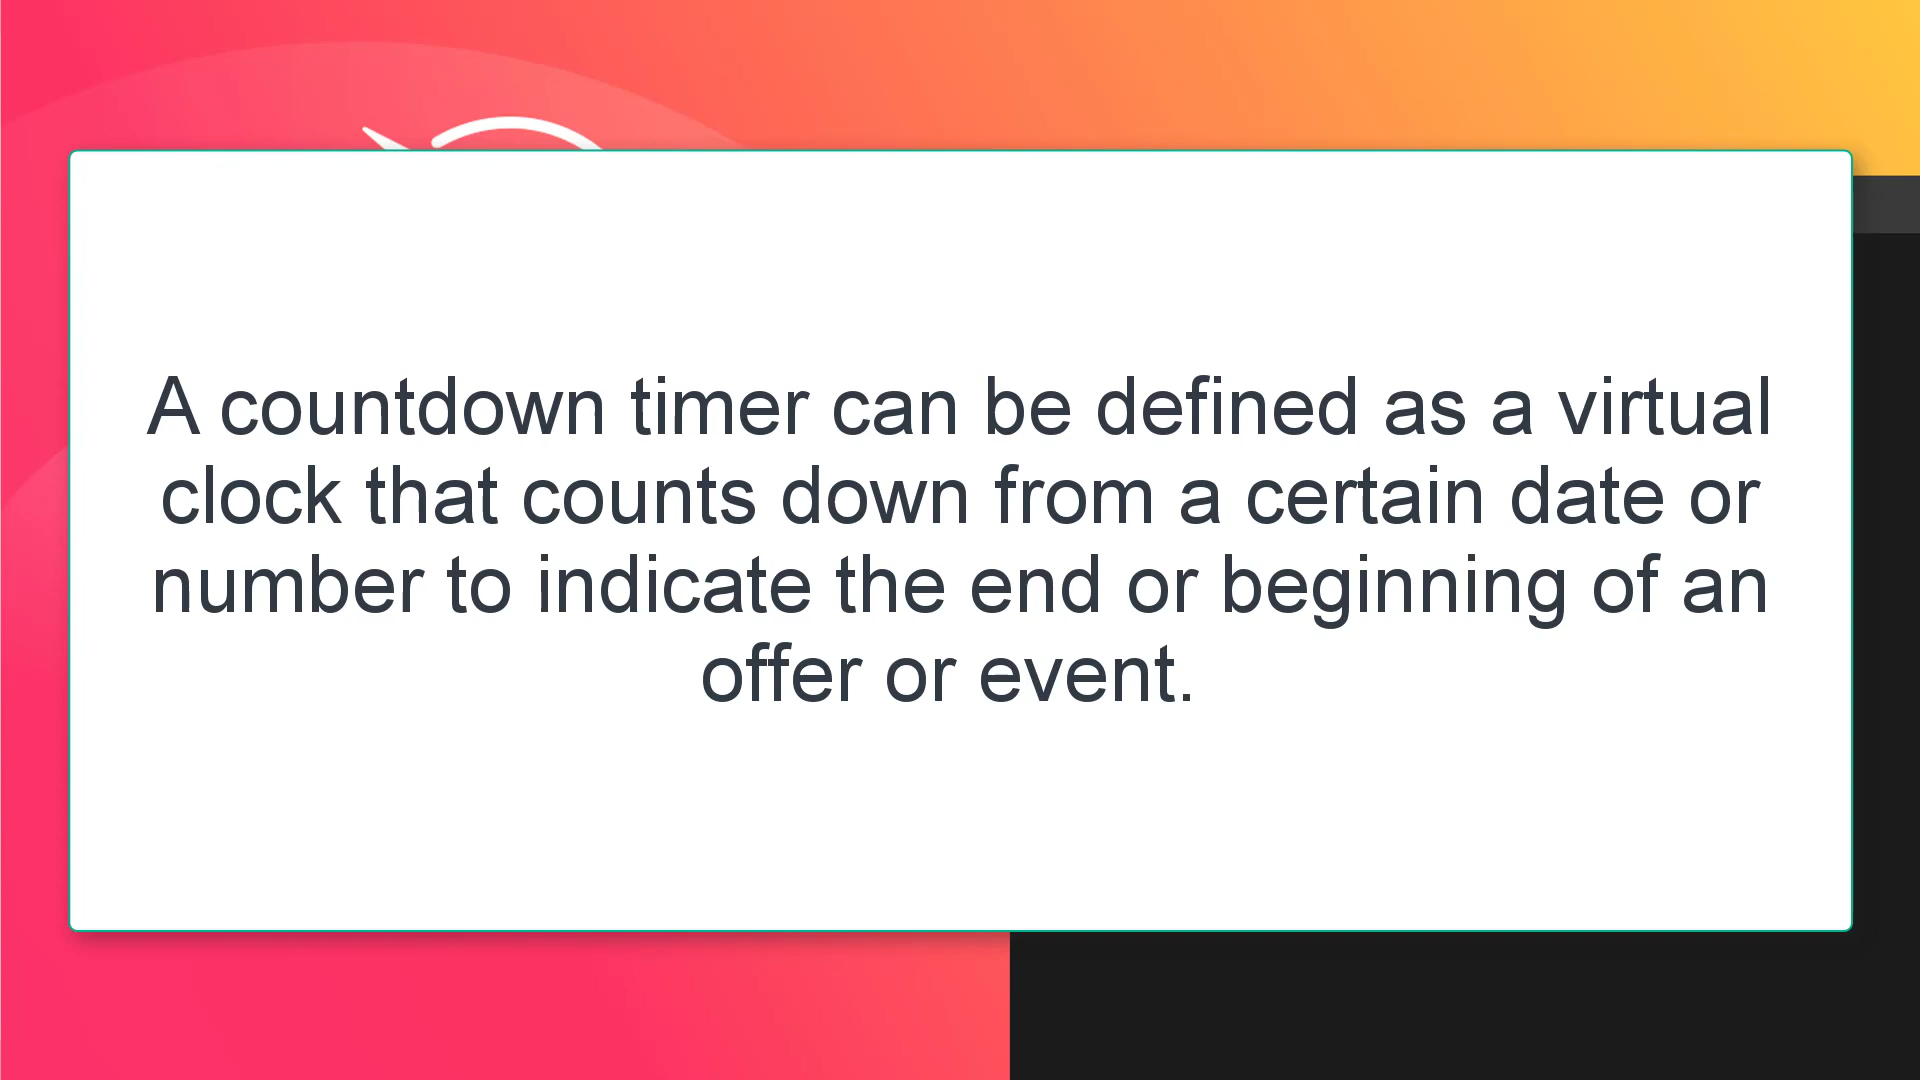 A countdown timer can be defined as a virtual
clock that counts down from a certain date or
number to indicate the end or beginning of an
offer or event.